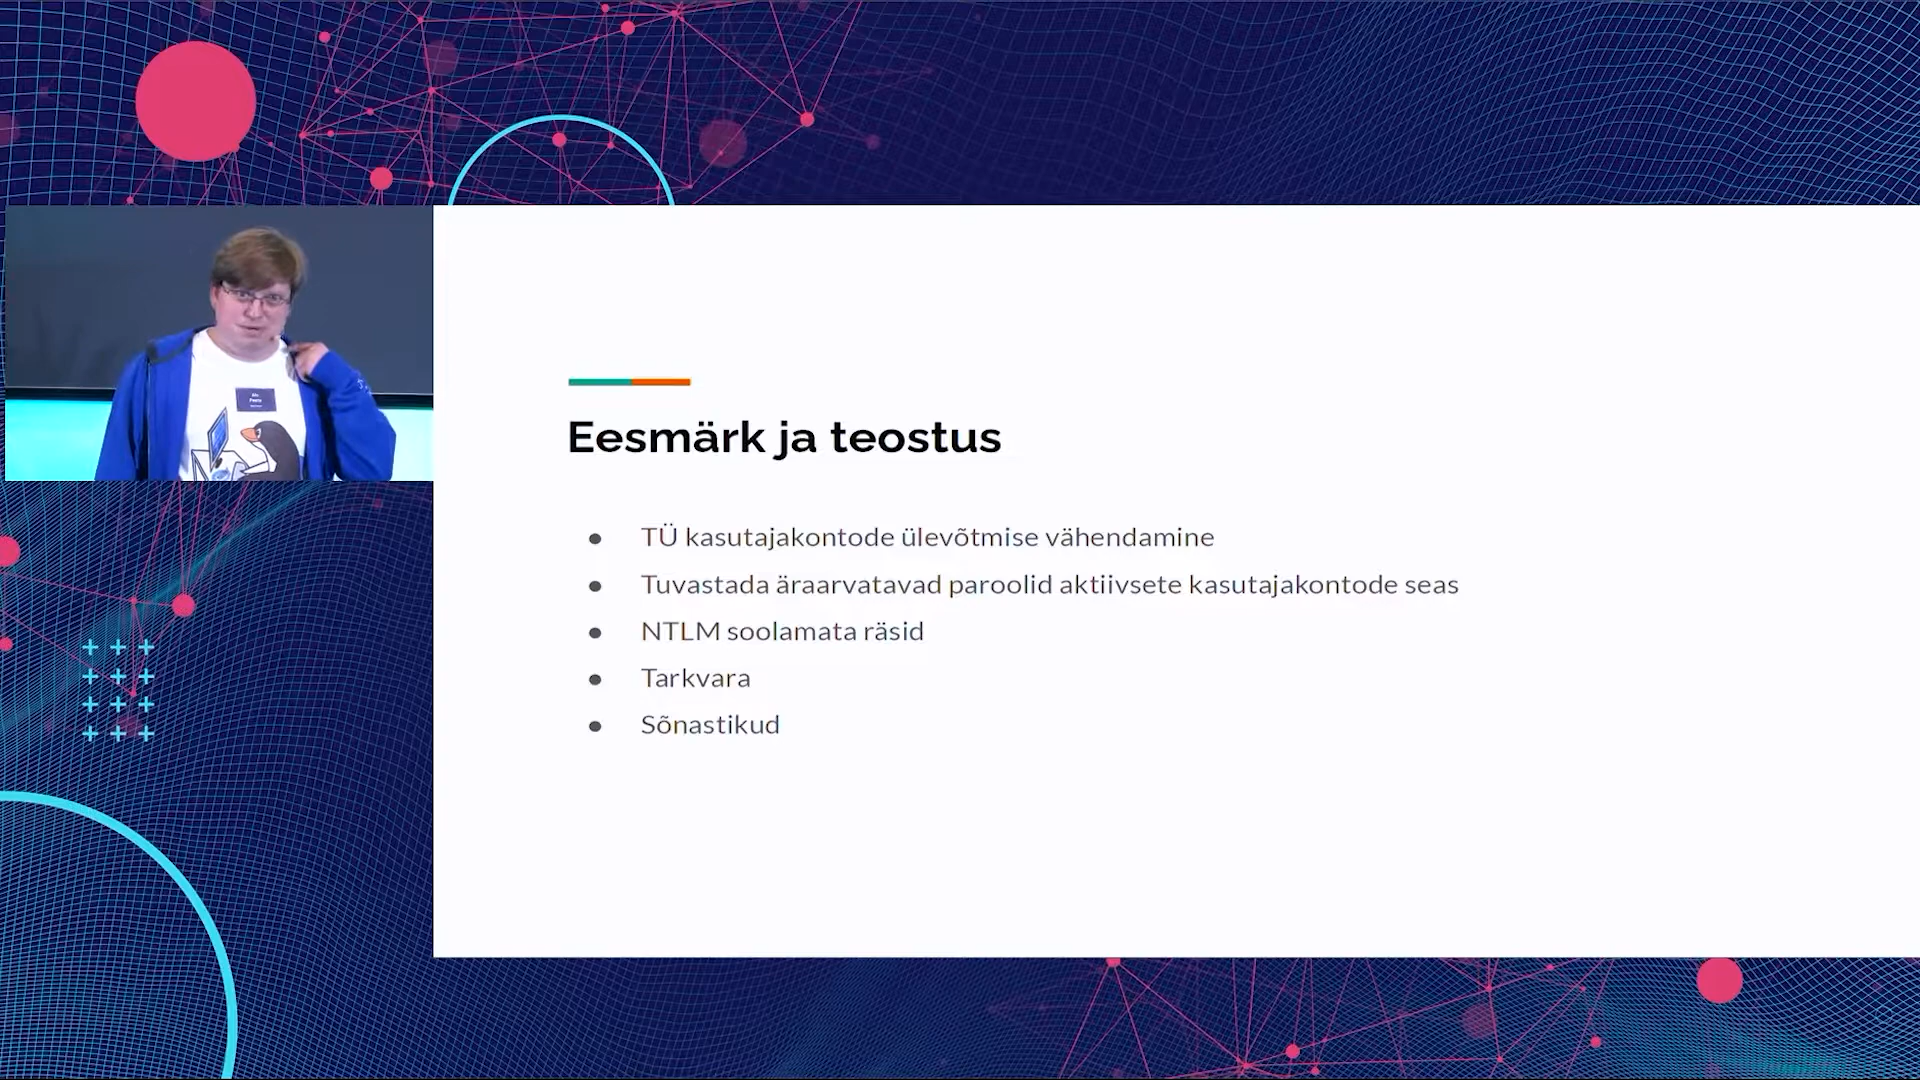 Eesmärk ja teostus
TÜ kasutajakontode ülevõtmise vähendamine
Tuvastada äraarvatavad paroolid aktiivsete kasutajakontode seas
NTLM soolamata räsid
Tarkvara
Sõnastikud